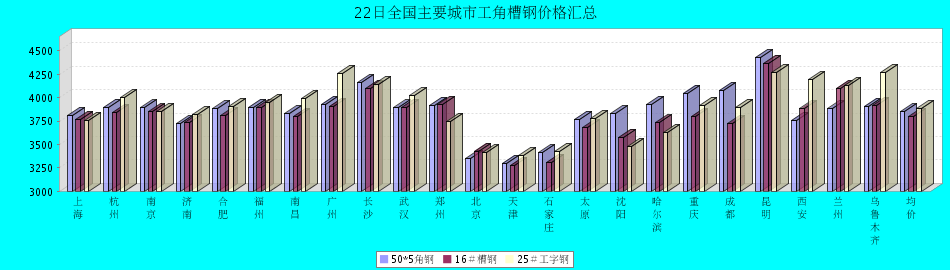 22日全国主要城市工角槽钢价格汇总
4500
4250
4000
3750
3500
3250
3000
上海
杭州
南京
济南
合肥
福州
南昌
广州
长沙
武汉
郑州
北京
天津
石家庄
太原
沈阳
哈尔滨
重庆
成都
昆明
西安
兰州
乌鲁木齐
均价
50*5角钢 16#槽钢 25#工字钢